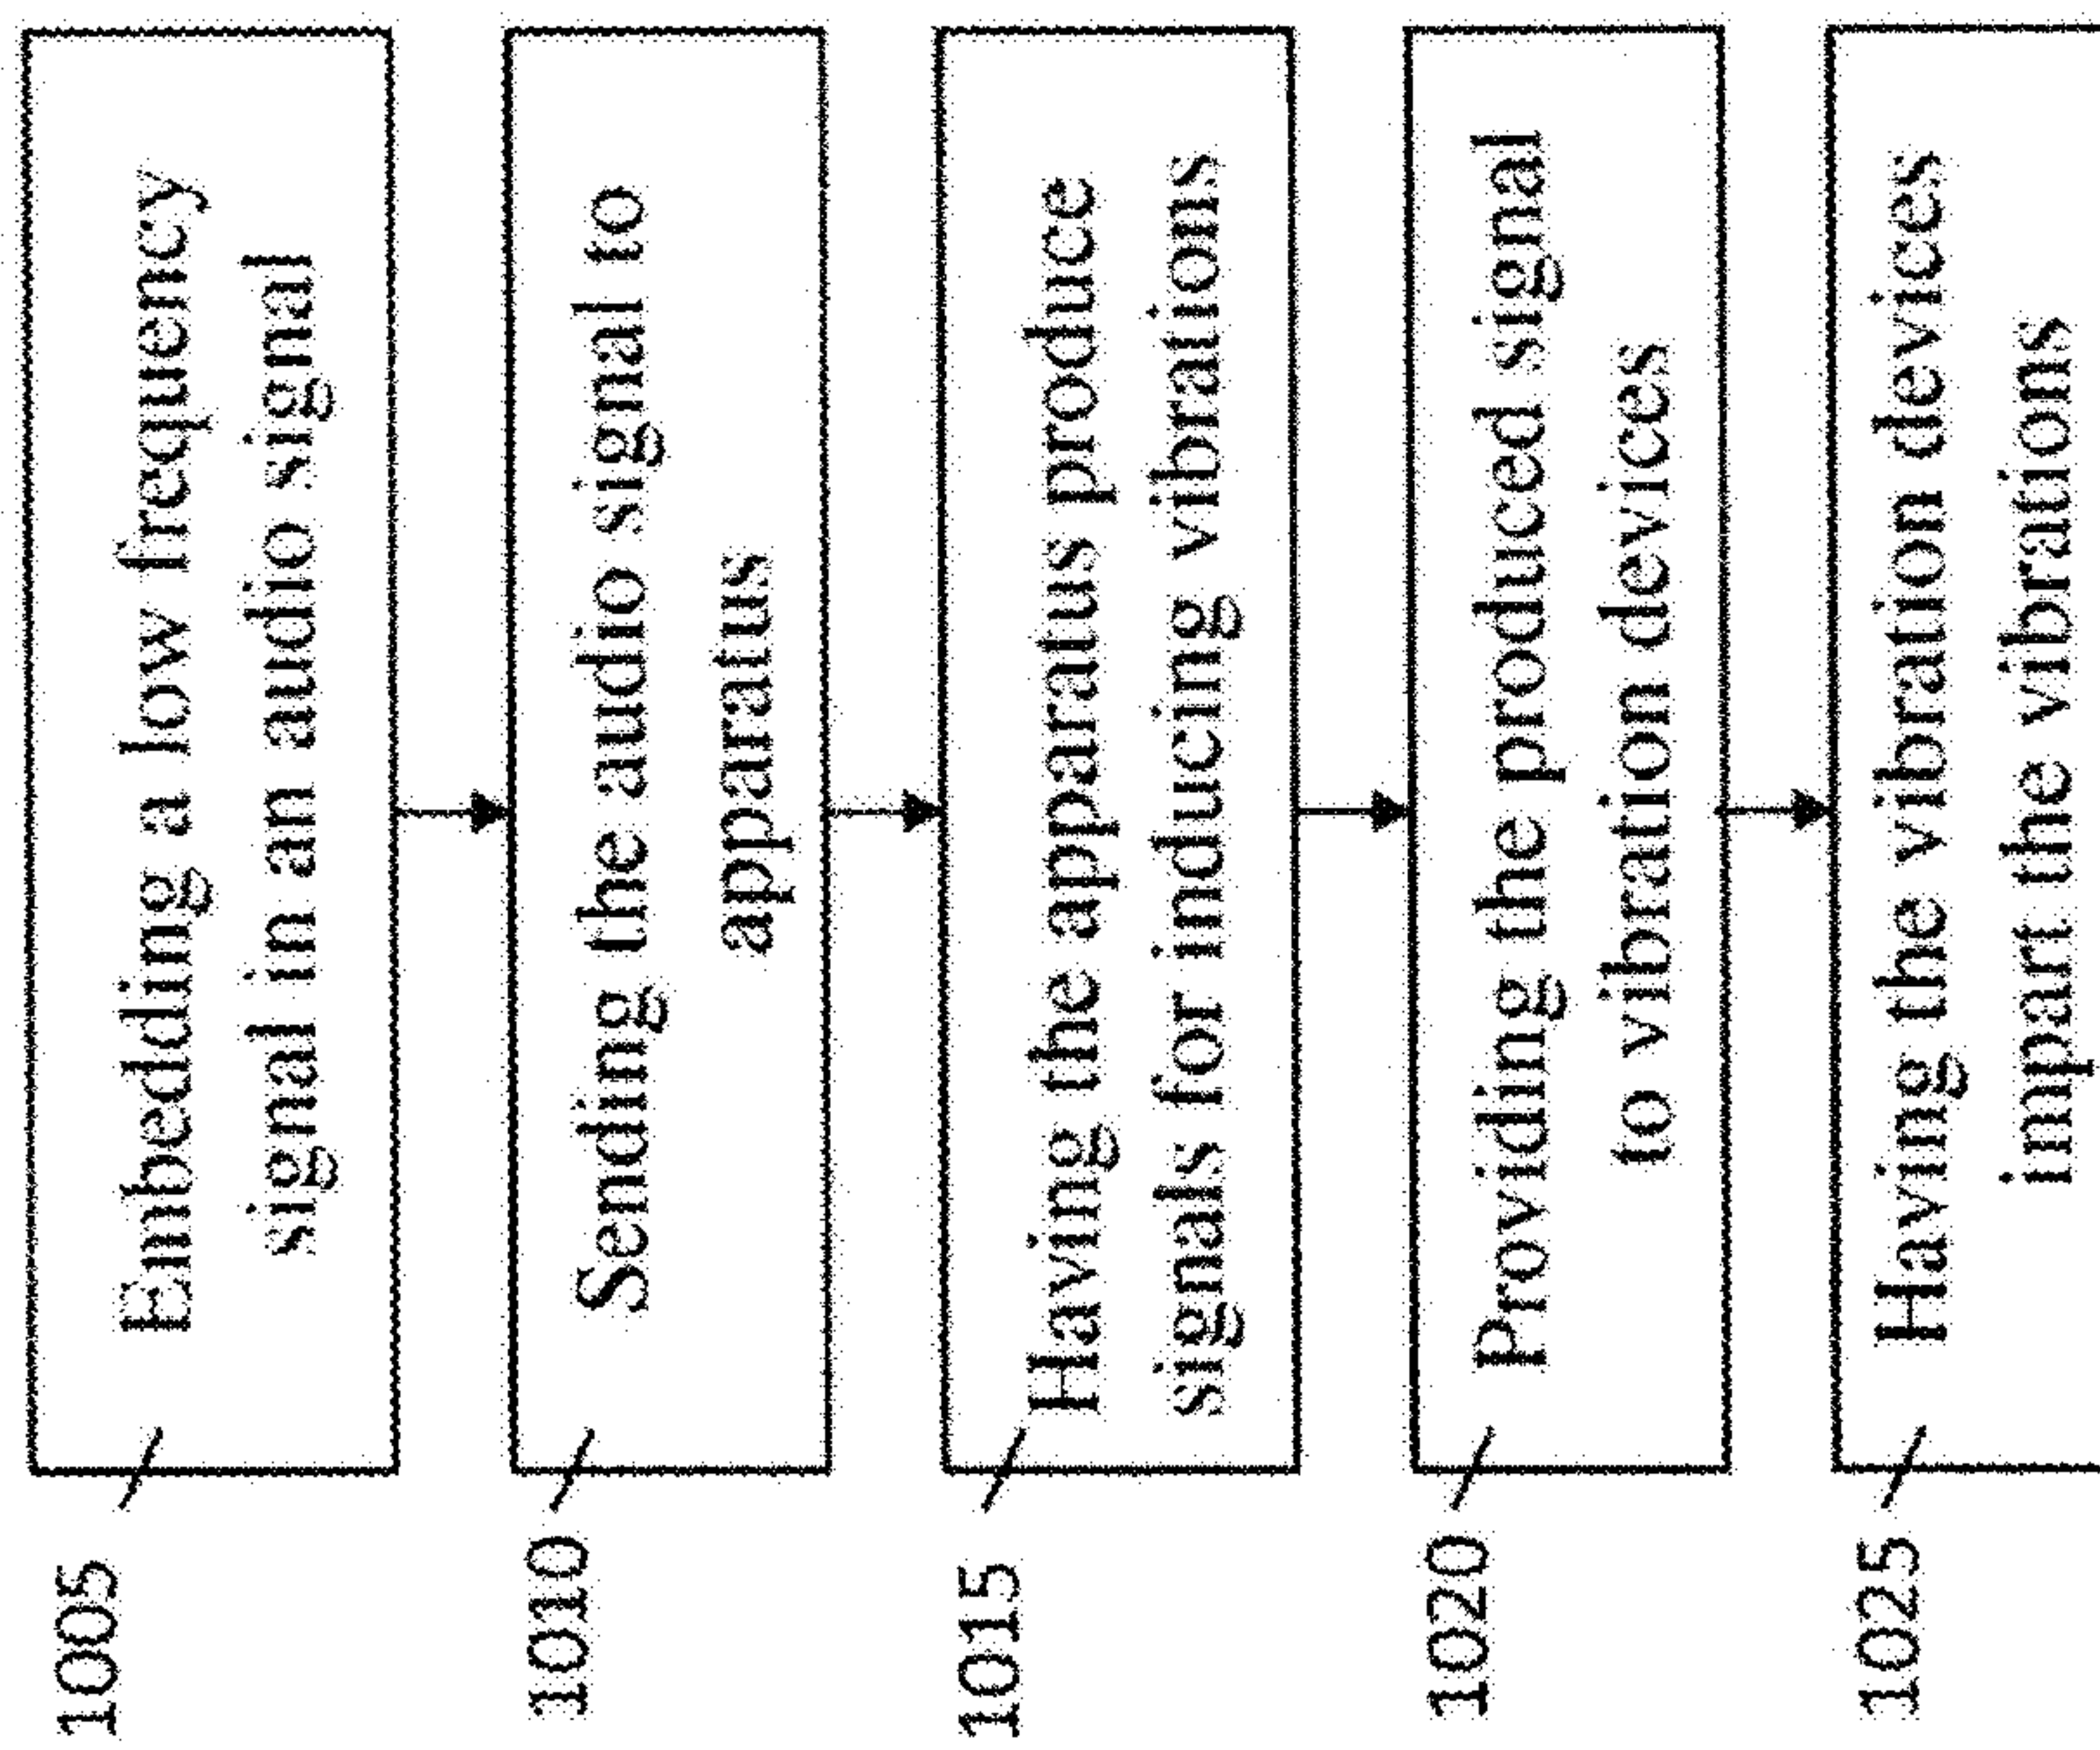 1005
Embedding a low frequency
signal in an audio signal
1010
Sending the audio signal to
apparatus
1015
Having the apparatus produce
signals for inducing vibrations
1020
Providing the produced signal
to vibration devices
1025
Having the vibration devices
impart the vibrations